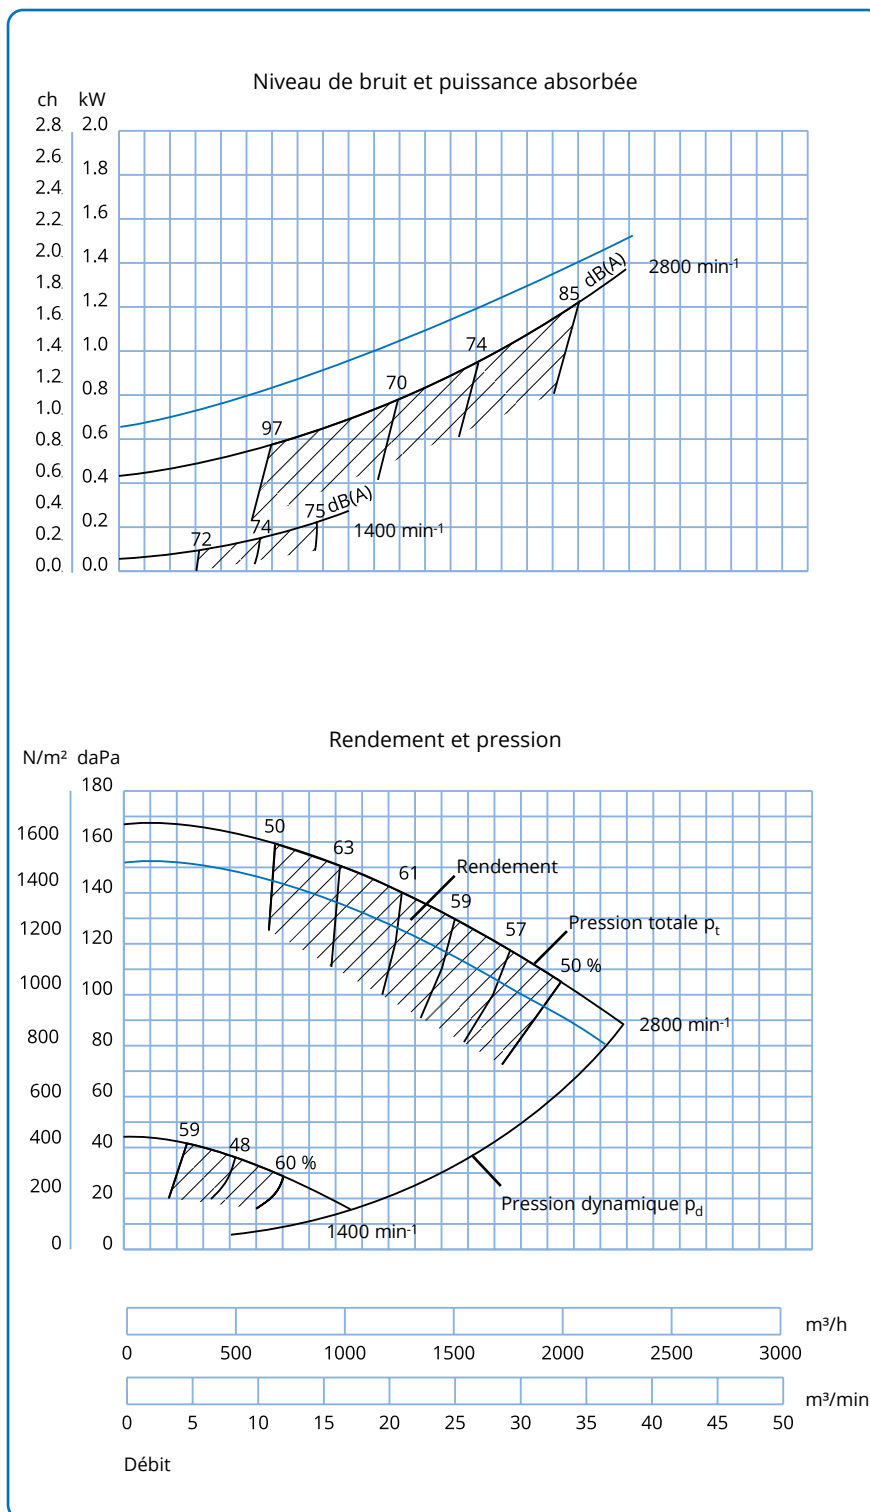 Niveau de bruit et puissance absorbée
ch kW
2.8 2.0
2.6
2.4 1.8
2.2 1.6
2.0 1.4
1.8
1.6 1.2
1.4 1.0
1.2
1.0 0.8
0.8 0.6
0.6 0.4
0.4
0.2 0.2
0.0 0.0
97
70
74
85
dB(A)
2800 min-1
72
74
75
dB(A)
1400 min-1
Rendement et pression
N/m² daPa
180
1600 160
1400 140
1200 120
1000 100
800 80
600 60
400 40
200 20
0 0
50
63
61
59
57
50 %
Rendement
Pression totale pt
2800 min-1
59
48
60 %
1400 min-1
Pression dynamique pd
m³/h
0 500 1000 1500 2000 2500 3000
m³/min
0 5 10 15 20 25 30 35 40 45 50
Débit